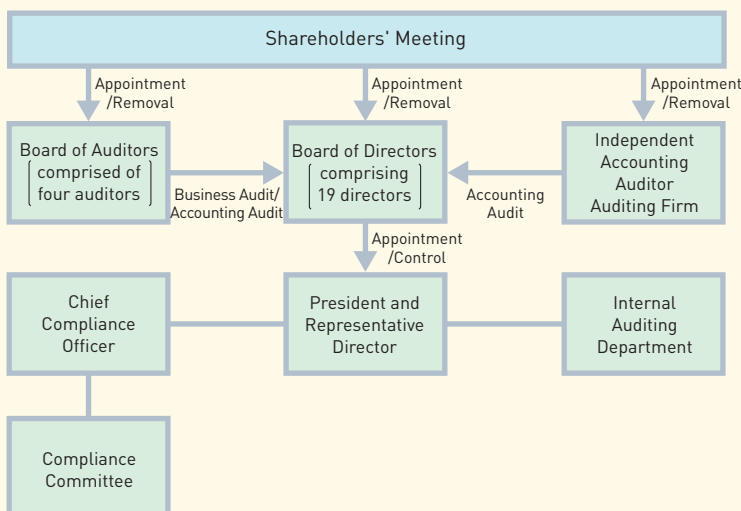 Shareholders' Meeting
Appointment
/Removal
Appointment
/Removal
Appointment
/Removal
Board of Auditors
comprised of
four auditors
Business Audit/
Accounting Audit
Board of Directors
comprising
19 directors
Accounting
Audit
Independent
Accounting
Auditor
Auditing Firm
Appointment
/Control
Chief
Compliance
Officer
President and
Representative
Director
Internal
Auditing
Department
Compliance
Committee